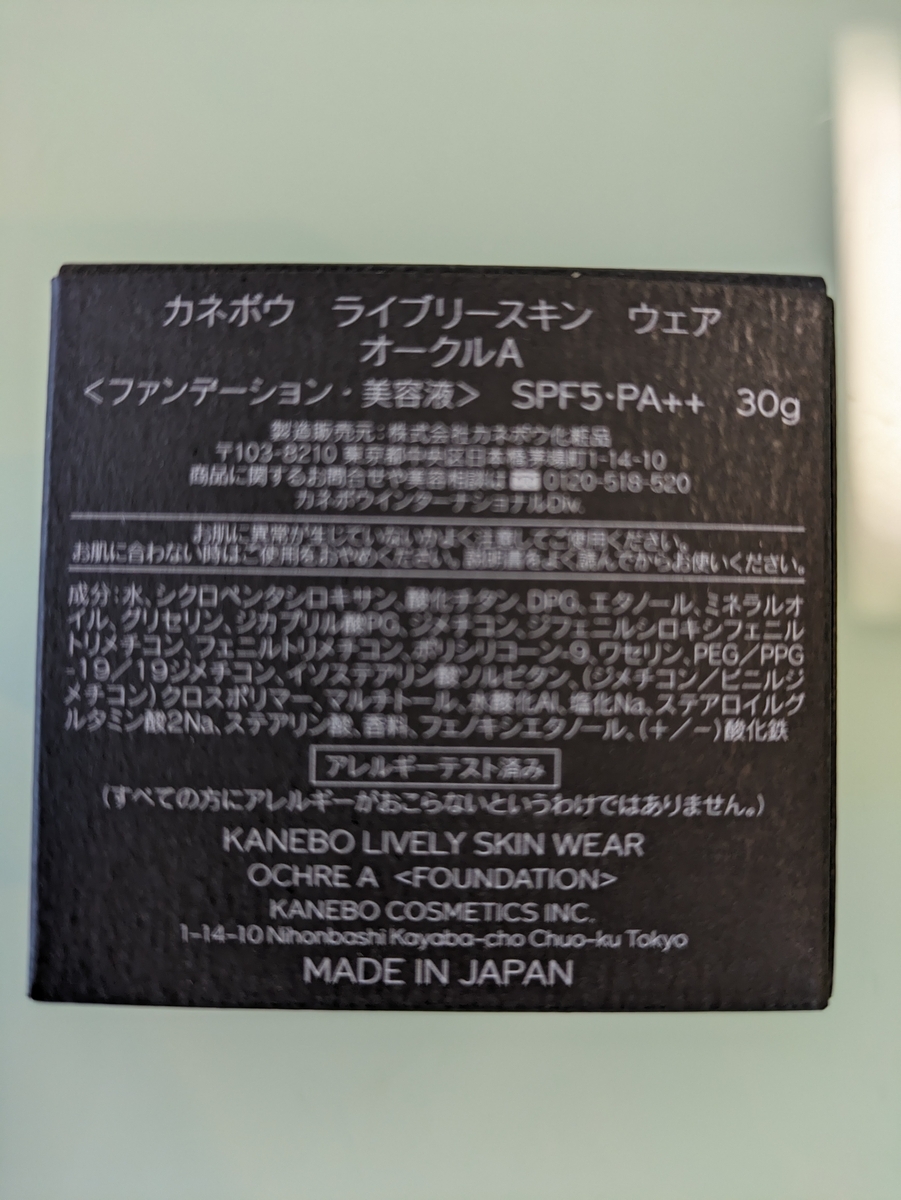 カネボウ ライブリースキン ウェア
オークルA
<ファンデーション・美容液> SPF5・PA++ 30g
製造販売元：株式会社カネボウ化粧品
〒103-8210 東京都中央区日本橋茅場町1-14-10
商品に関するお問合せや美容相談は ☎ 0120-518-520
カネボウインターナショナルDiv.
お肌に異常が生じていないかよく注意してご使用ください。
お肌に合わない時はご使用をおやめください。説明書をよく読んでからお使いください。
成分：水、シクロペンタシロキサン、酸化チタン、DPG、エタノール、ミネラルオ
イル、グリセリン、ジカプリル酸PG、ジメチコン、ジフェニルシロキシフェニル
トリメチコン、フェニルトリメチコン、ポリシリコーン-9、ワセリン、PEG／PPG
-19／19ジメチコン、イソステアリン酸ソルビタン、(ジメチコン／ビニルジ
メチコン)クロスポリマー、マルチトール、水酸化Al、塩化Na、ステアロイルグ
ルタミン酸2Na、ステアリン酸、香料、フェノキシエタノール、(+／−)酸化鉄
アレルギーテスト済み
(すべての方にアレルギーがおこらないというわけではありません。)
KANEBO LIVELY SKIN WEAR
OCHRE A <FOUNDATION>
KANEBO COSMETICS INC.
1-14-10 Nihonbashi Kayaba-cho Chuo-ku Tokyo
MADE IN JAPAN